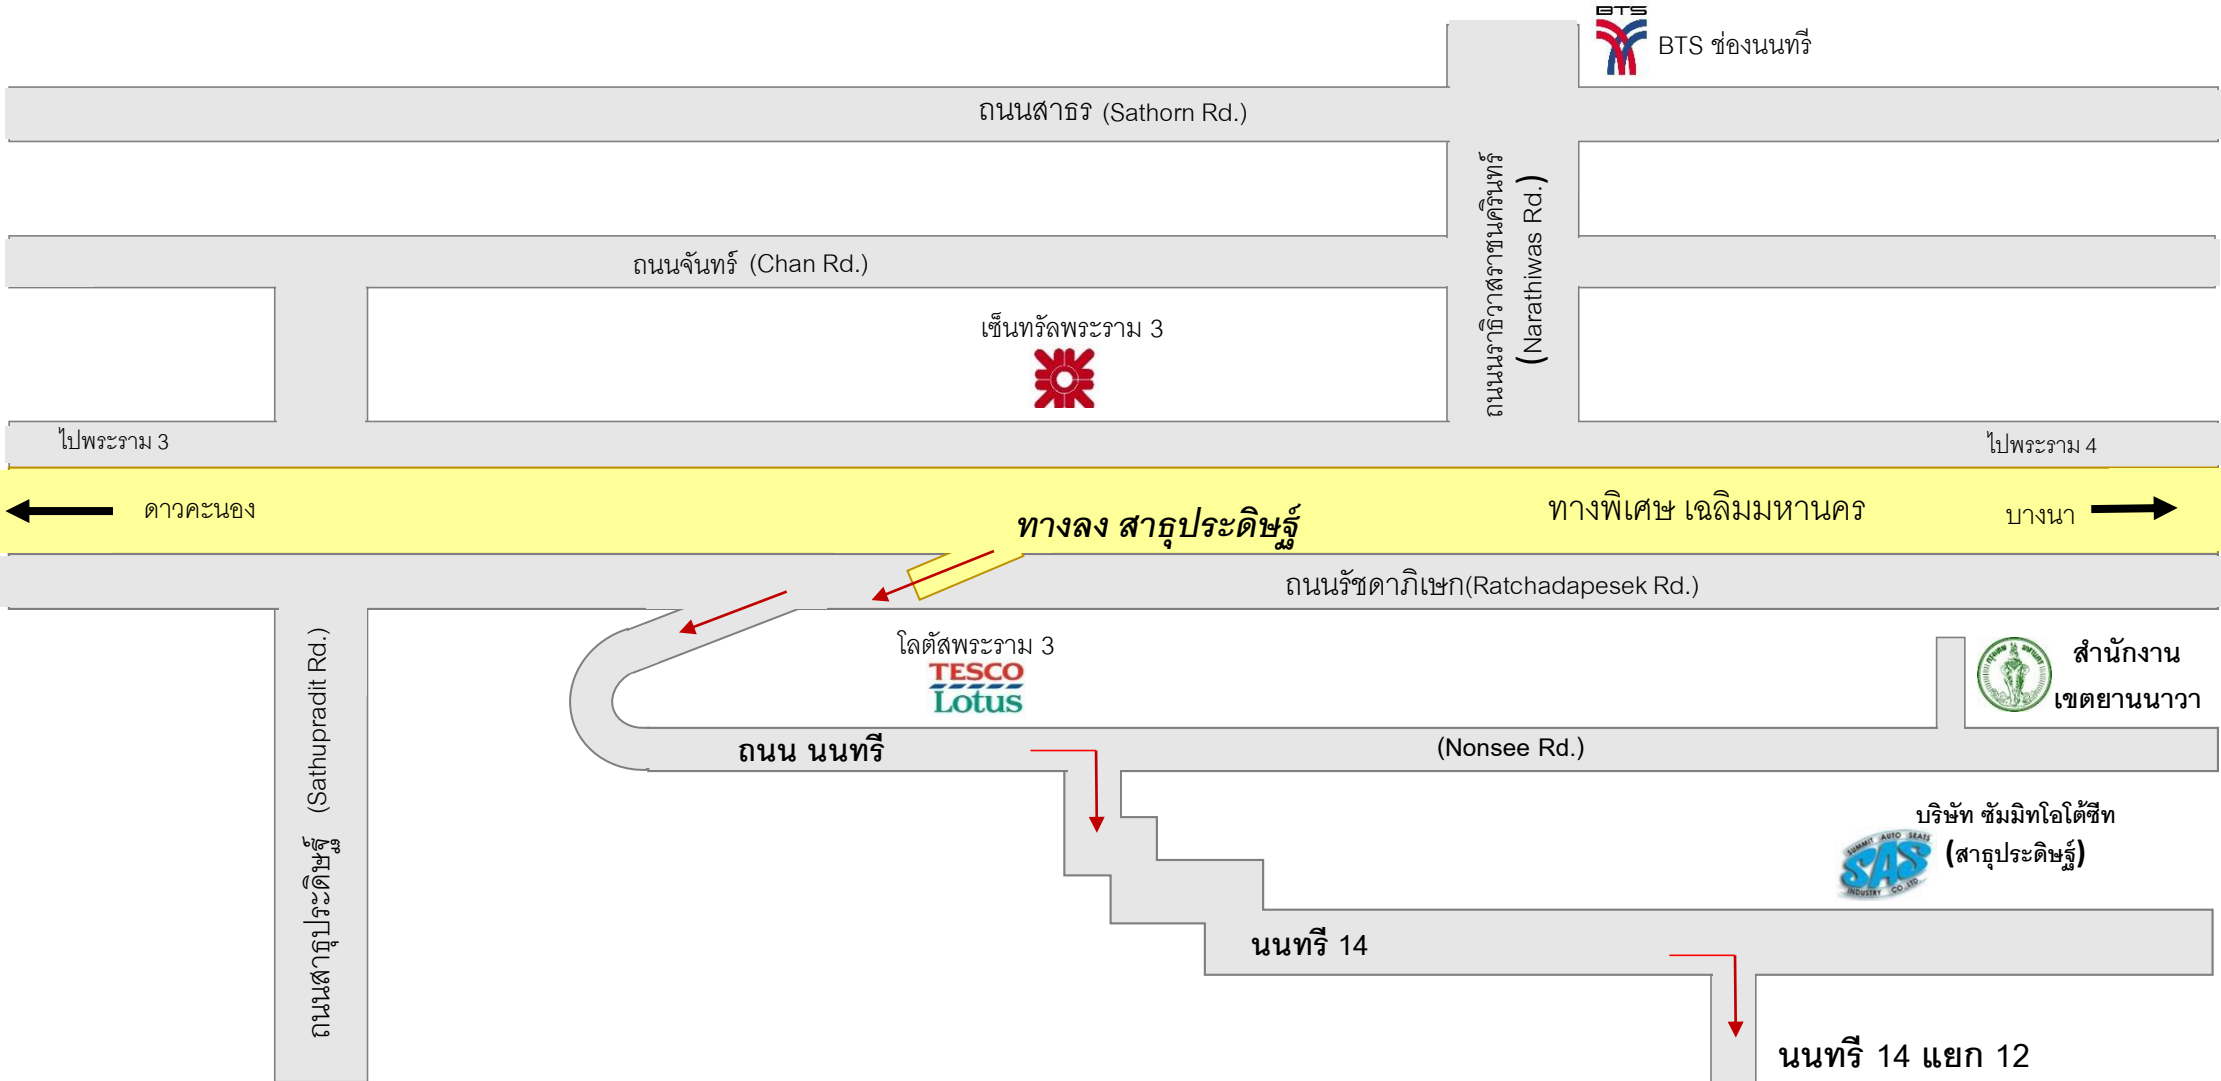 BTS
BTS ช่องนนทรี
ถนนสาธร (Sathorn Rd.)
ถนนนราธิวาสราชนครินทร์
(Narathiwas Rd.)
ถนนจันทร์ (Chan Rd.)
เซ็นทรัลพระราม 3
ไปพระราม 3
ไปพระราม 4
ดาวคะนอง
ทางลง สาธุประดิษฐ์
ทางพิเศษ เฉลิมมหานคร
บางนา
ถนนรัชดาภิเษก(Ratchadapesek Rd.)
ถนนสาธุประดิษฐ์ (Sathupradit Rd.)
โลตัสพระราม 3
TESCO
Lotus
สำนักงาน
เขตยานนาวา
ถนน นนทรี
(Nonsee Rd.)
บริษัท ซัมมิทโอโต้ซีท
(สาธุประดิษฐ์)
SUMMIT AUTO SEATS
SAS
INDUSTRY CO.,LTD.
นนทรี 14
นนทรี 14 แยก 12